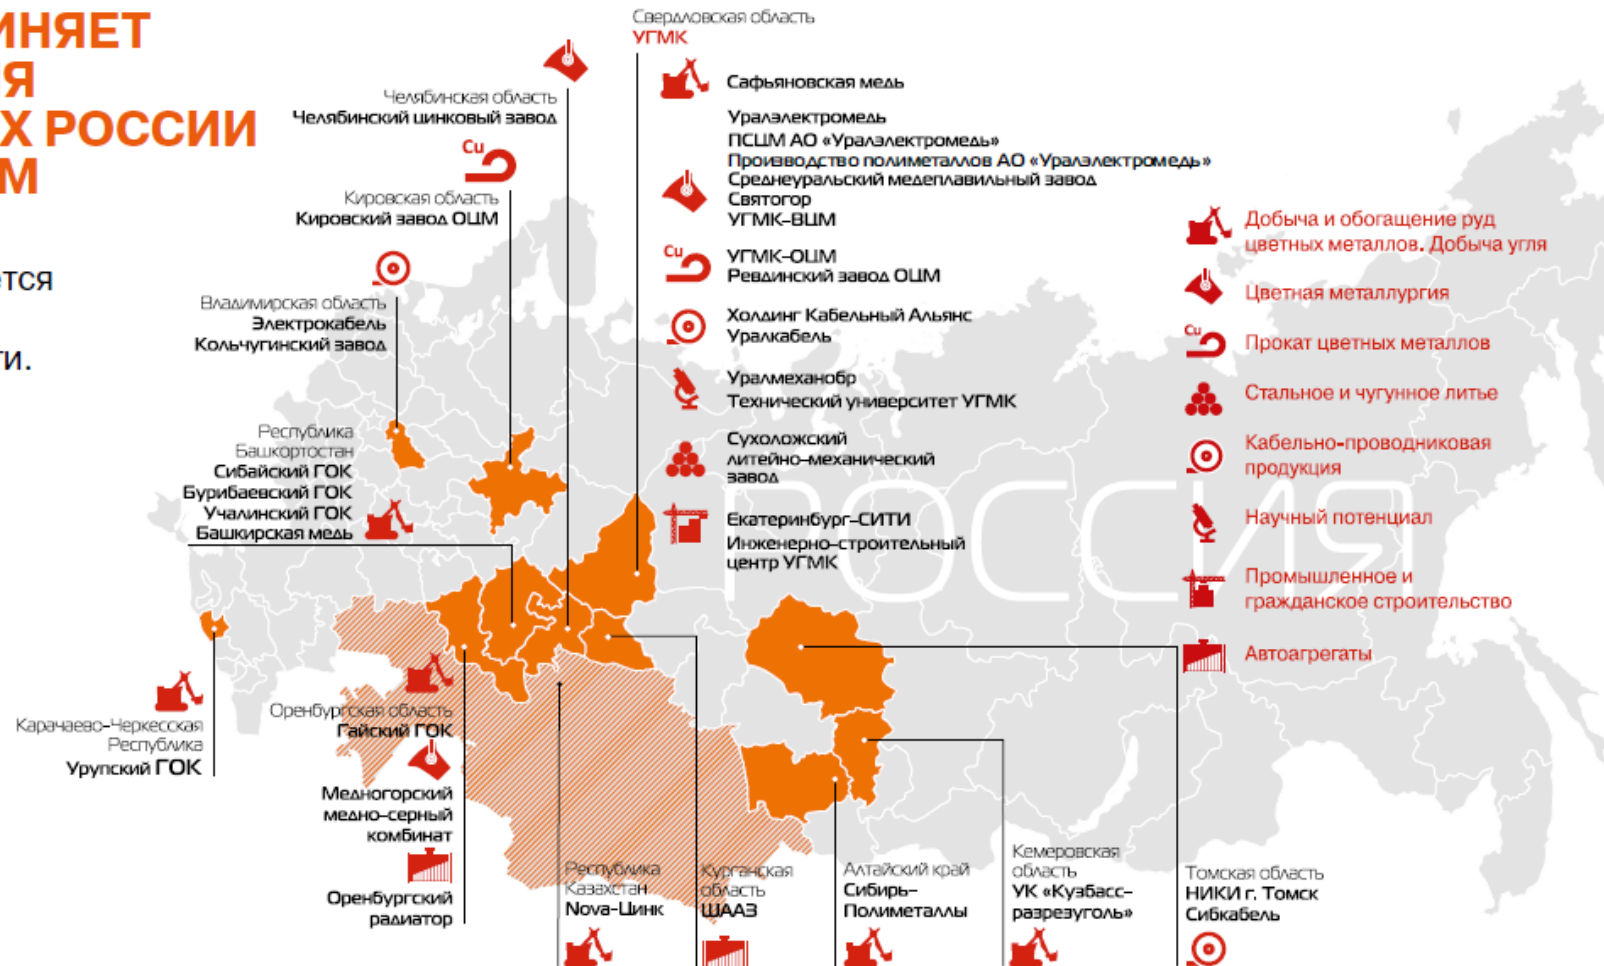 ИНЯЕТ
Я
Х РОССИИ
М
ется
ти.
Свердловская область
УГМК
Сафьяновская медь
Уралэлектромедь
ПСЦМ АО «Уралэлектромедь»
Производство полиметаллов АО «Уралэлектромедь»
Среднеуральский медеплавильный завод
Святогор
УГМК-ВЦМ
Cu
УГМК-ОЦМ
Ревдинский завод ОЦМ
Холдинг Кабельный Альянс
Уралкабель
Уралмеханобр
Технический университет УГМК
Сухоложский
литейно-механический
завод
Екатеринбург-СИТИ
Инженерно-строительный
центр УГМК
Челябинская область
Челябинский цинковый завод
Cu
Кировская область
Кировский завод ОЦМ
Владимирская область
Электрокабель
Кольчугинский завод
Республика
Башкортостан
Сибайский ГОК
Бурибаевский ГОК
Учалинский ГОК
Башкирская медь
Карачаево-Черкесская
Республика
Урупский ГОК
Оренбургская область
Гайский ГОК
Медногорский
медно-серный
комбинат
Оренбургский
радиатор
Республика
Казахстан
Nova-Цинк
Курганская
область
ШААЗ
Алтайский край
Сибирь-
Полиметаллы
Кемеровская
область
УК «Кузбасс-
разрезуголь»
Томская область
НИКИ г. Томск
Сибкабель
РОССИЯ
Добыча и обогащение руд
цветных металлов. Добыча угля
Цветная металлургия
Cu
Прокат цветных металлов
Стальное и чугунное литье
Кабельно-проводниковая
продукция
Научный потенциал
Промышленное и
гражданское строительство
Автоагрегаты